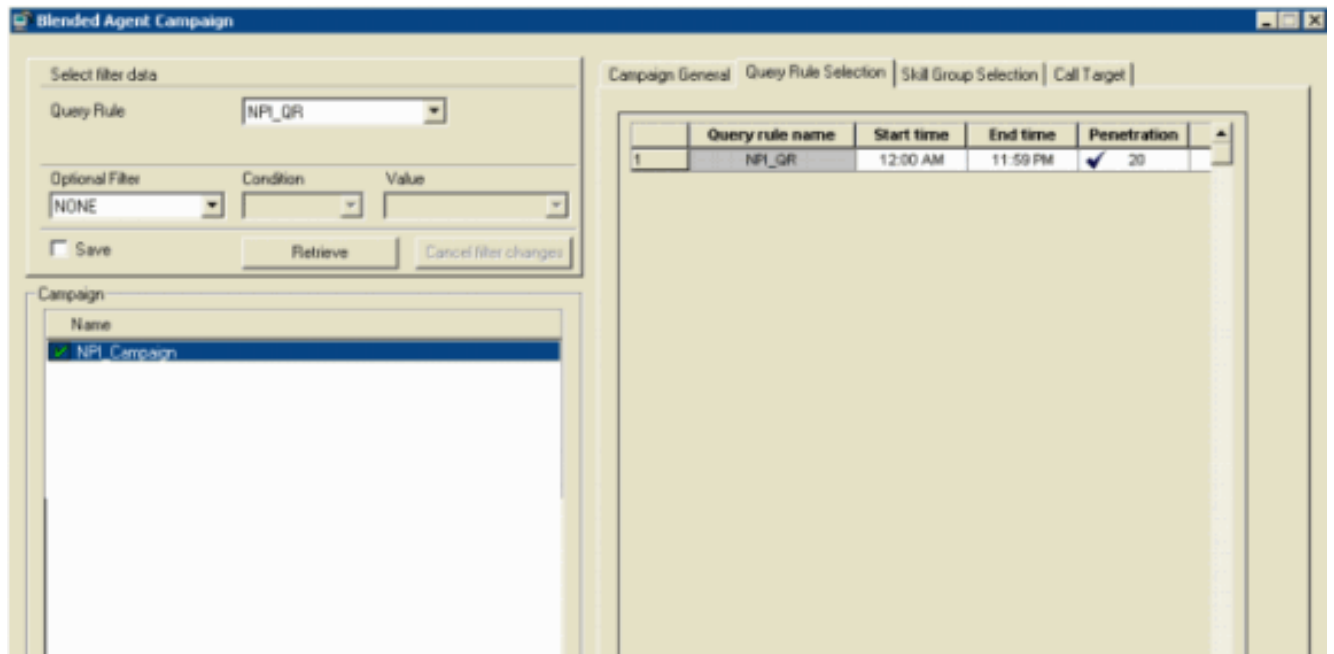 Blended Agent Campaign
Select filter data
Query Rule
NPI_QR
Optional Filter Condition Value
NONE
Save Retrieve Cancel filter changes
Campaign
Name
NPI_Campaign
Campaign General Query Rule Selection Skill Group Selection Call Target
Query rule name Start time End time Penetration
1 NPI_QR 12:00 AM 11:59 PM 20